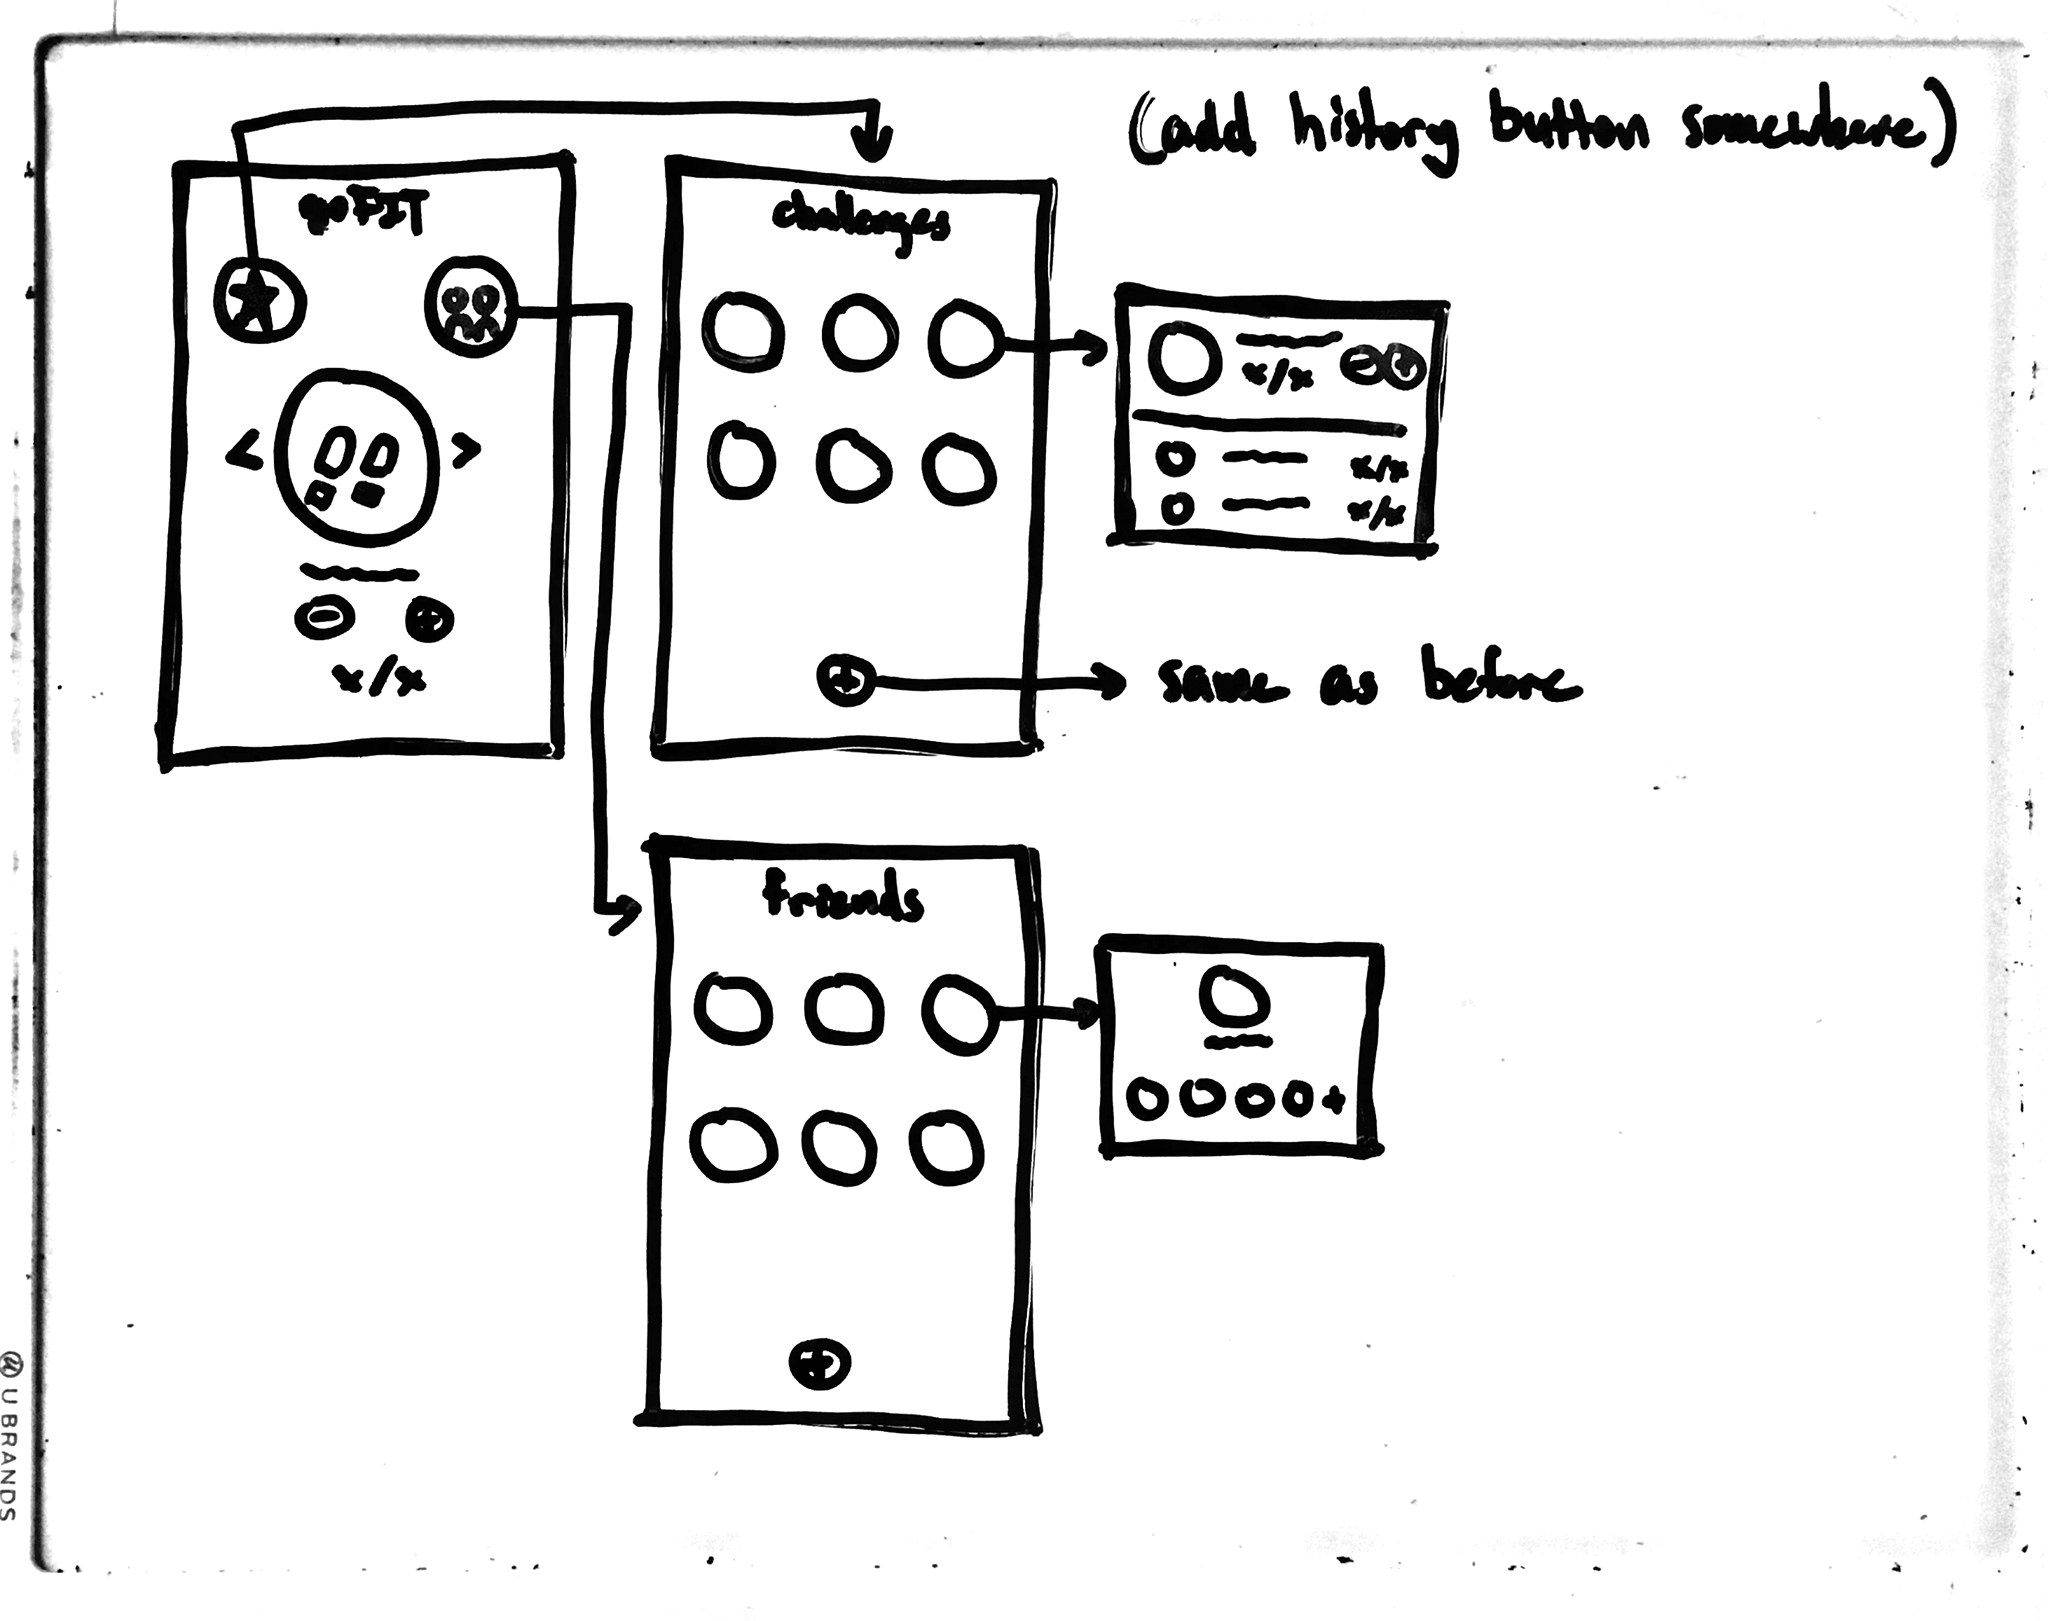 (add history button somewhere)
goFIT
challenges
x/x
x/x
x/x
x/x
same as before
friends
U BRANDS